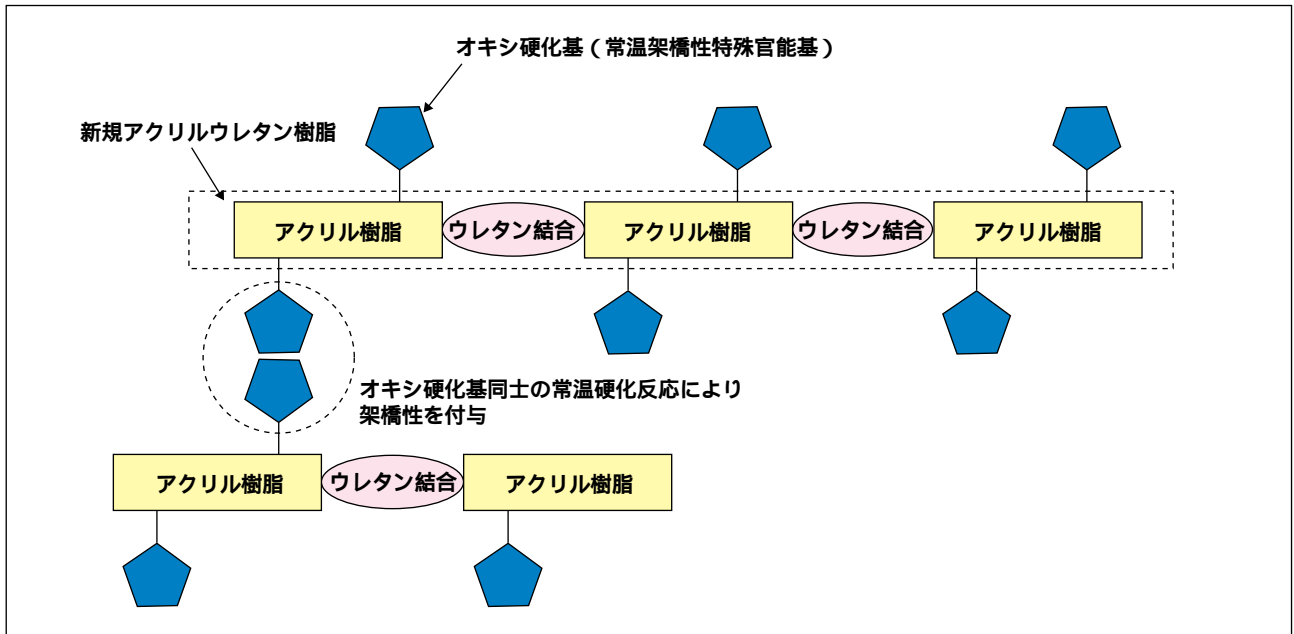 オキシ硬化基(常温架橋性特殊官能基)
新規アクリルウレタン樹脂
アクリル樹脂 ウレタン結合 アクリル樹脂 ウレタン結合 アクリル樹脂
オキシ硬化基同士の常温硬化反応により
架橋性を付与
アクリル樹脂 ウレタン結合 アクリル樹脂